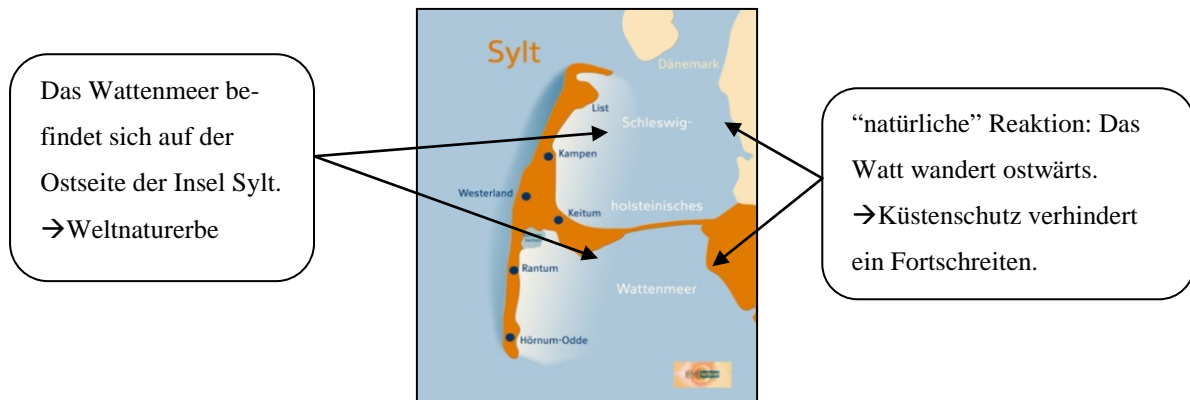 Das Wattenmeer be-
findet sich auf der
Ostseite der Insel Sylt.
→Weltnaturerbe
Sylt
Dänemark
List
Schleswig-
Kampen
Westerland
holsteinisches
Keitum
Rantum
Wattenmeer
Hörnum-Odde
“natürliche” Reaktion: Das
Watt wandert ostwärts.
→Küstenschutz verhindert
ein Fortschreiten.